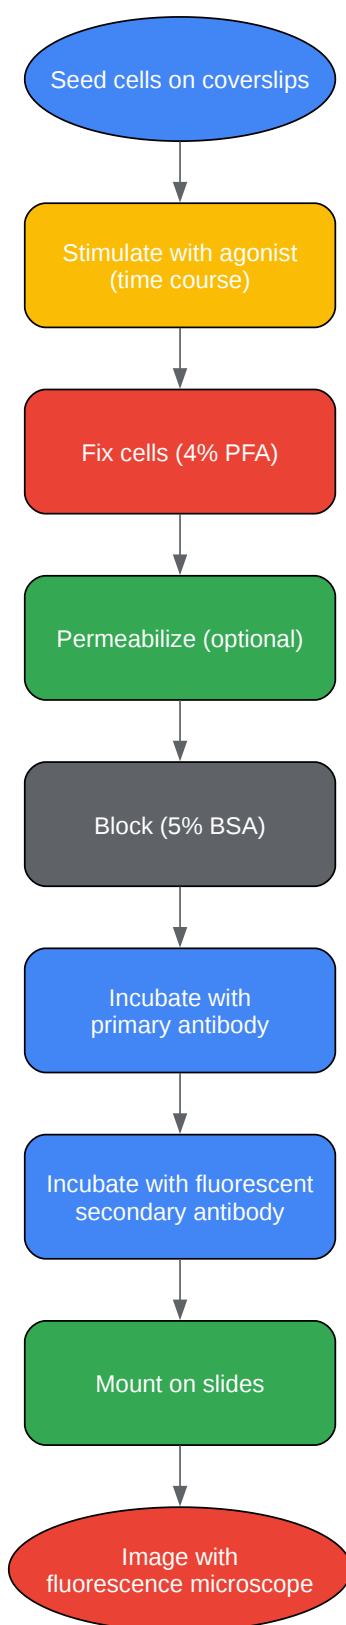 Seed cells on coverslips
Stimulate with agonist
(time course)
Fix cells (4% PFA)
Permeabilize (optional)
Block (5% BSA)
Incubate with
primary antibody
Incubate with fluorescent
secondary antibody
Mount on slides
Image with
fluorescence microscope